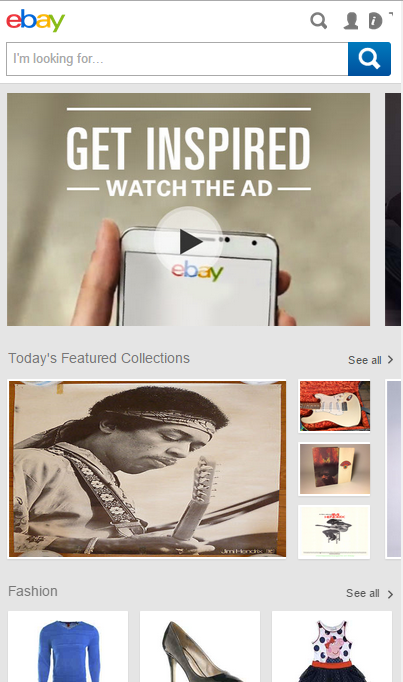 ebay
I'm looking for...
GET INSPIRED
WATCH THE AD
ebay
Today's Featured Collections
See all
Jimi Hendrix
Fashion
See all